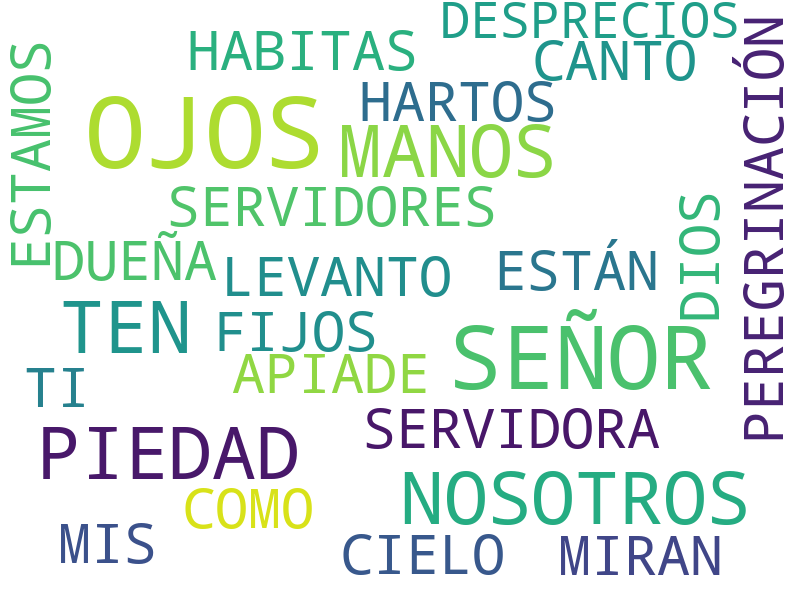 DESPRECIOS
HABITAS
CANTO
PEREGRINACIÓN
ESTAMOS
HARTOS
OJOS
MANOS
SERVIDORES
DIOS
DUEÑA
LEVANTO
ESTÁN
TEN
FIJOS
SEÑOR
APIADE
TI
SERVIDORA
PIEDAD
NOSOTROS
COMO
MIS
CIELO
MIRAN